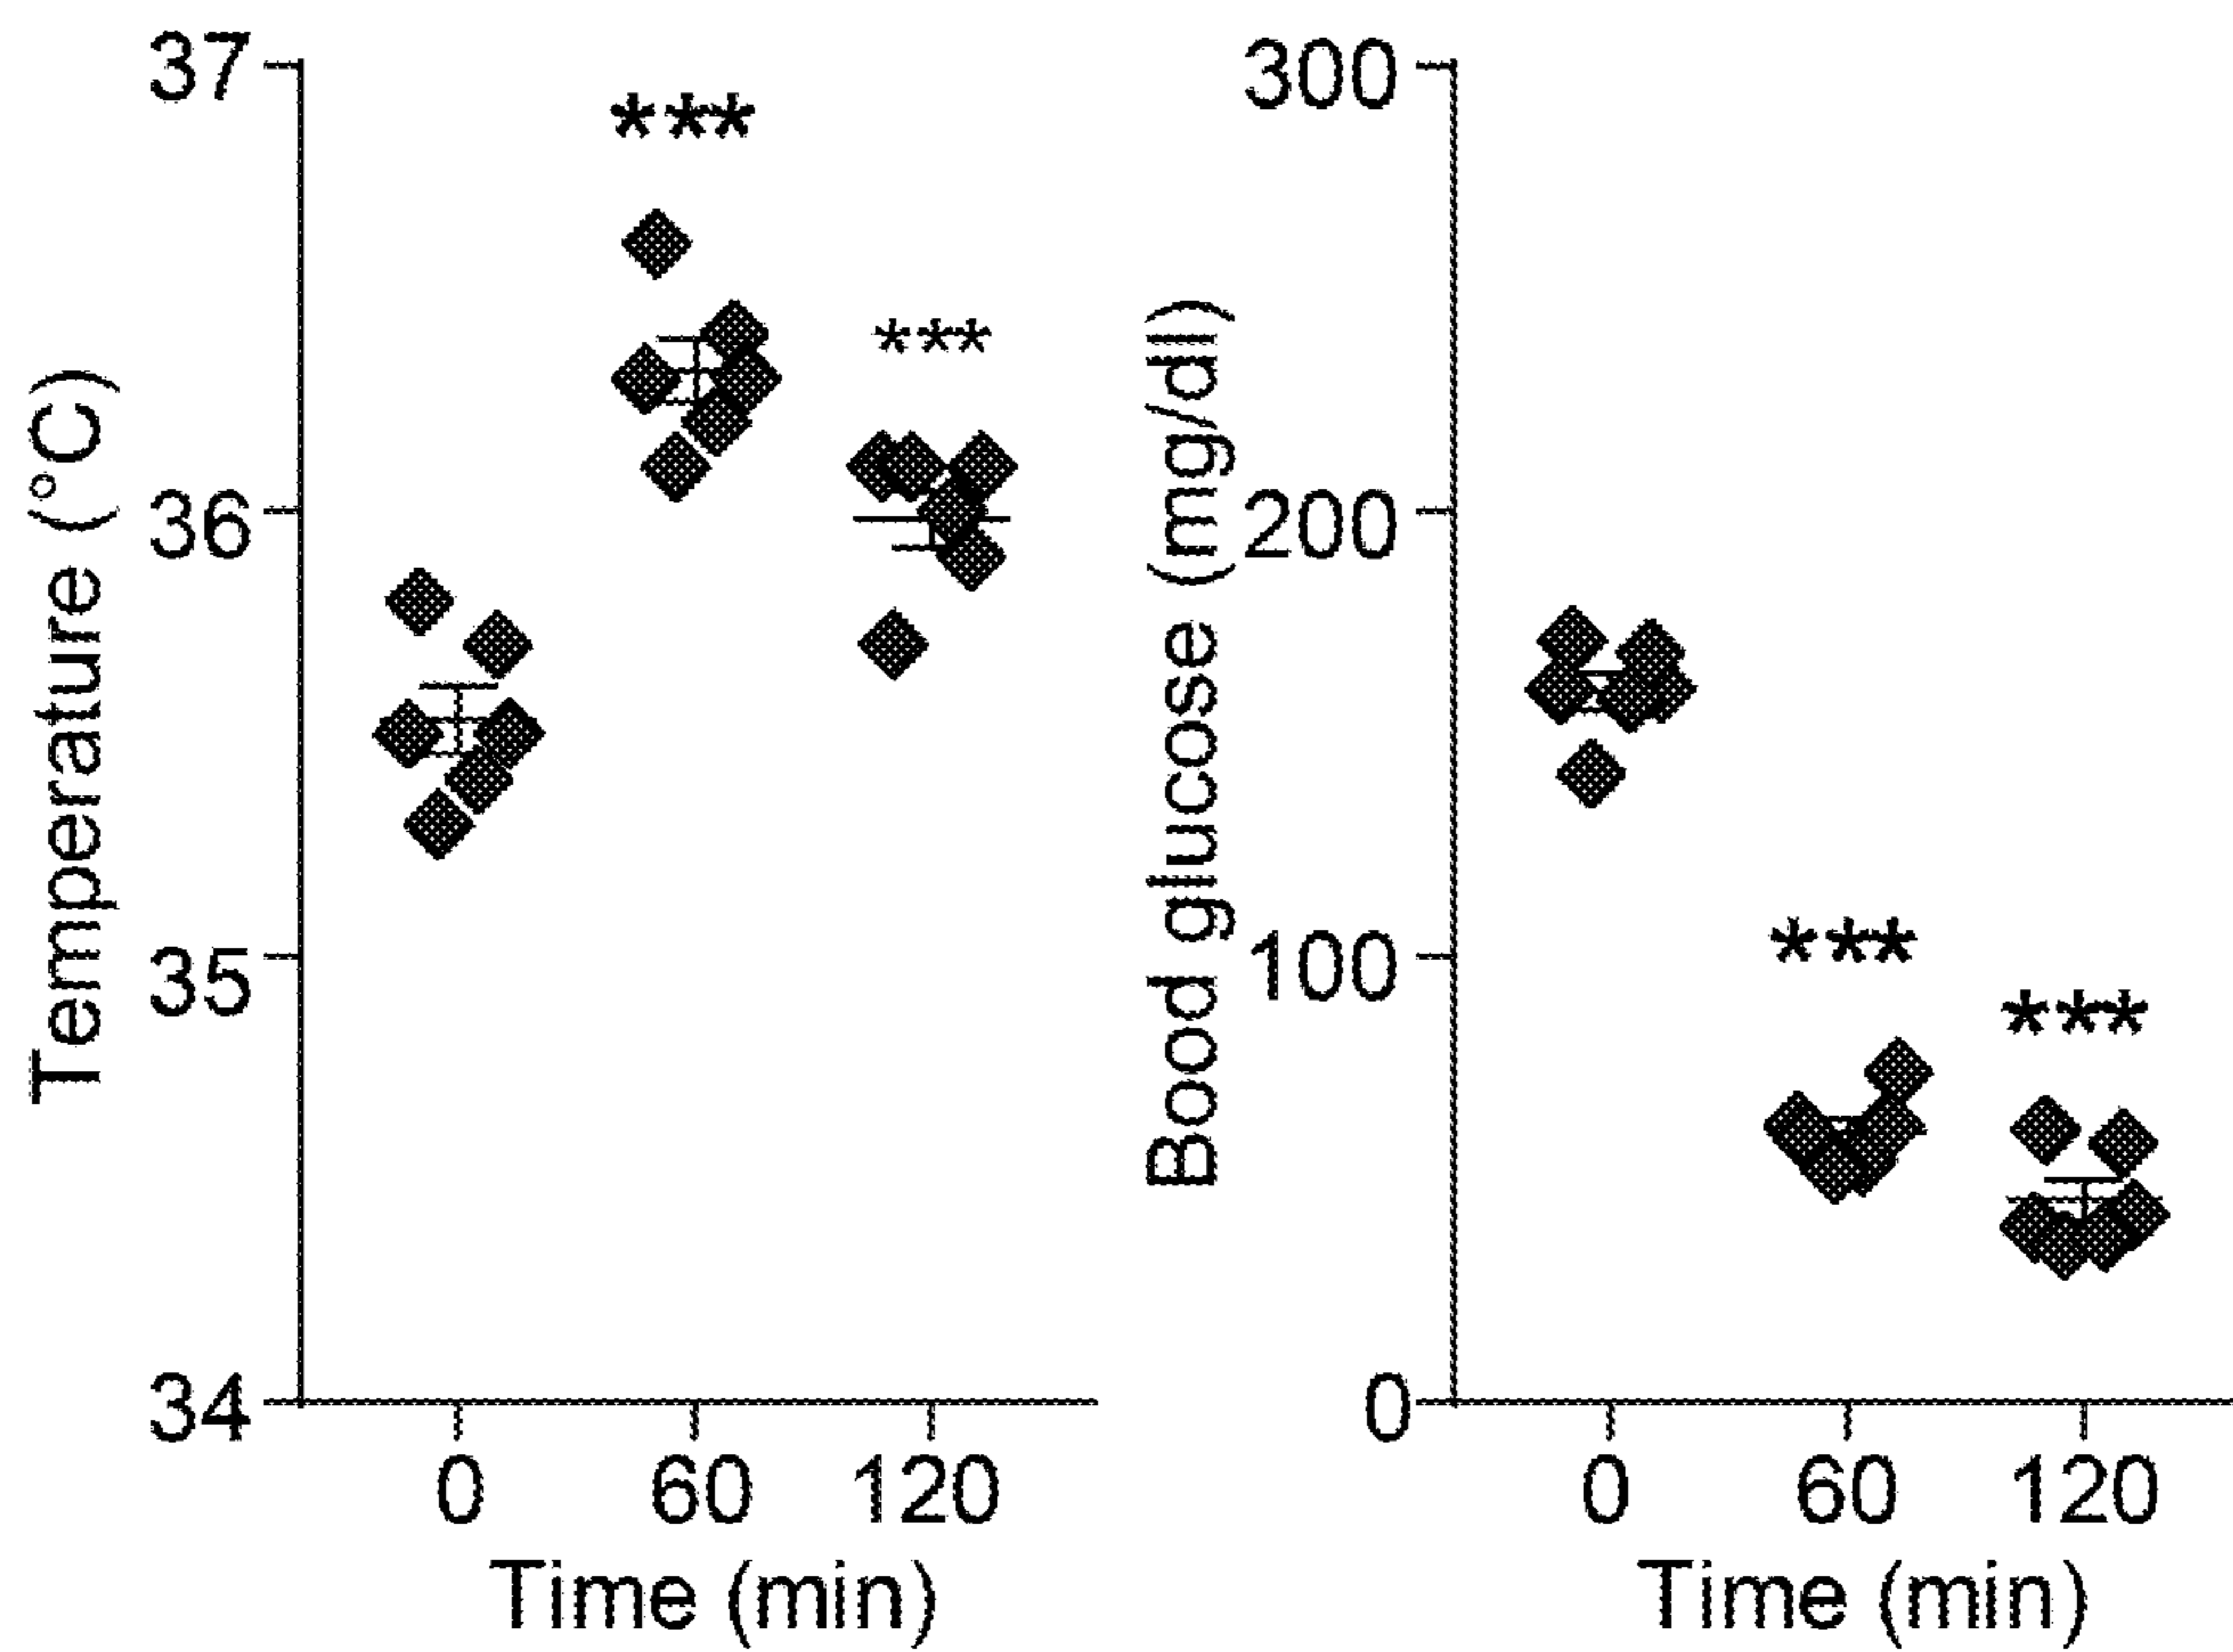 37
36
35
34
Temperature (°C)
***
***
0 60 120
Time (min)
300
200
100
0
Bood glucose (mg/dl)
***
***
0 60 120
Time (min)